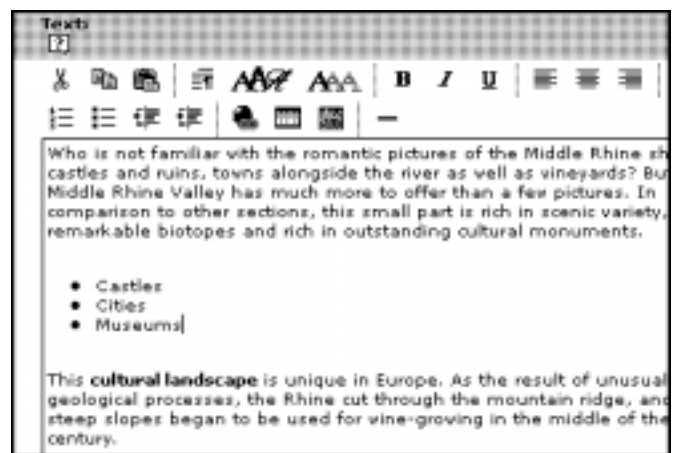 Texts
[?]
B I U
Who is not familiar with the romantic pictures of the Middle Rhine sh
castles and ruins, towns alongside the river as well as vineyards? Bu
Middle Rhine Valley has much more to offer than a few pictures. In
comparison to other sections, this small part is rich in scenic variety,
remarkable biotopes and rich in outstanding cultural monuments.
• Castles
• Cities
• Museums
This cultural landscape is unique in Europe. As the result of unusual
geological processes, the Rhine cut through the mountain ridge, and
steep slopes began to be used for vine-growing in the middle of the
century.